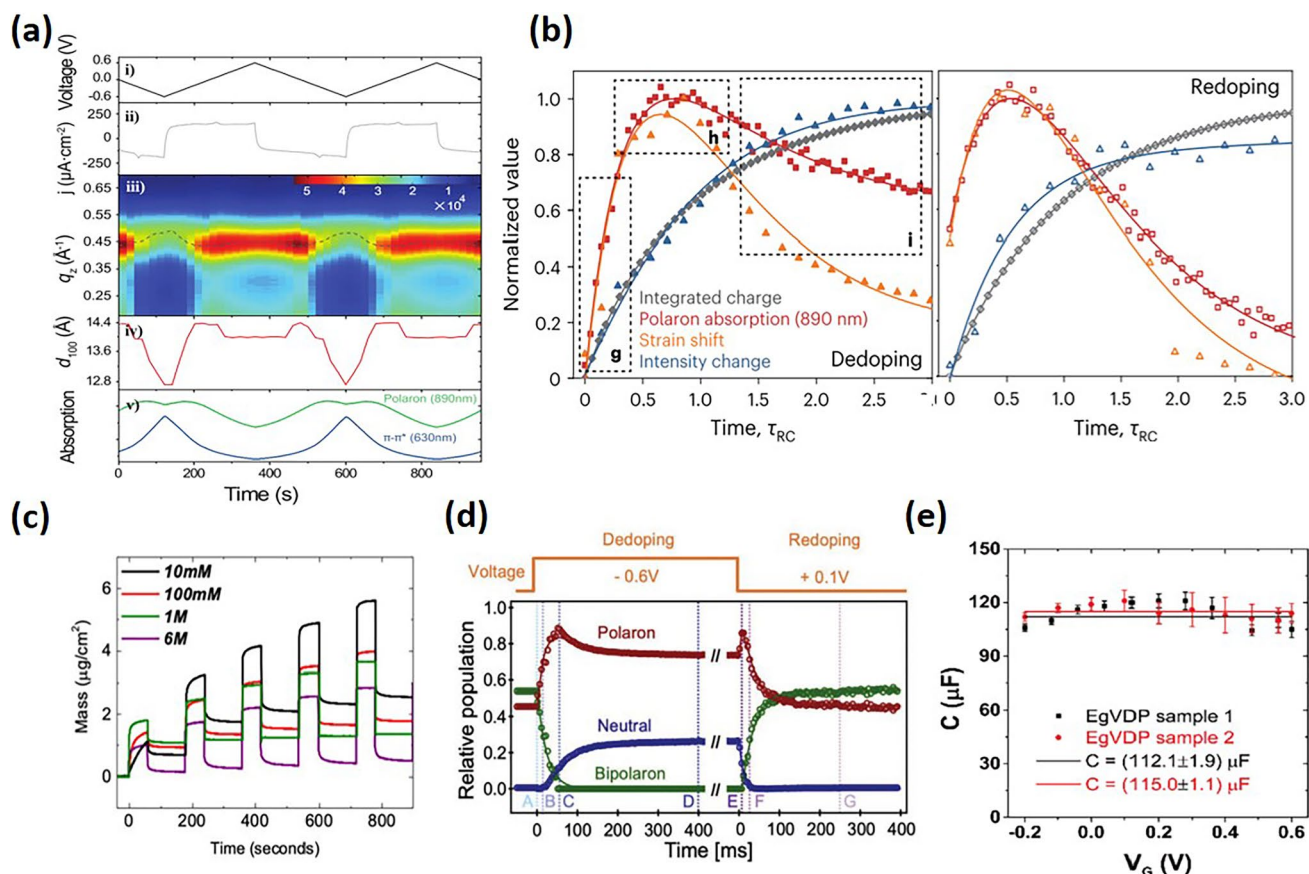 (a)
Voltage (V)
0.6
0.0
-0.6
i)
j (µA·cm-2)
250
0
-250
ii)
qz (Å-1)
0.65
0.55
0.45
0.35
0.25
iii)
5 4 3 2 1
×10^4
d100 (Å)
14.4
13.6
12.8
iv)
Absorption
v)
Polaron (890nm)
π-π* (630nm)
0 200 400 600 800
Time (s)
(b)
Normalized value
1.0
0.8
0.6
0.4
0.2
0
h
i
g
Integrated charge
Polaron absorption (890 nm)
Strain shift
Intensity change
Dedoping
0 0.5 1.0 1.5 2.0 2.5
Time, τRC
Redoping
0 0.5 1.0 1.5 2.0 2.5 3.0
Time, τRC
(c)
Mass (µg/cm2)
6
4
2
0
10mM
100mM
1M
6M
0 200 400 600 800
Time (seconds)
(d)
Voltage
Dedoping
- 0.6V
Redoping
+ 0.1V
Relative population
1.0
0.8
0.6
0.4
0.2
0.0
Polaron
Neutral
Bipolaron
// 
//
//
A B C D E F G
0 100 200 300 400 0 100 200 300 400
Time [ms]
(e)
C (µF)
150
120
90
60
30
0
EgVDP sample 1
EgVDP sample 2
C = (112.1±1.9) µF
C = (115.0±1.1) µF
-0.2 0.0 0.2 0.4 0.6
VG (V)